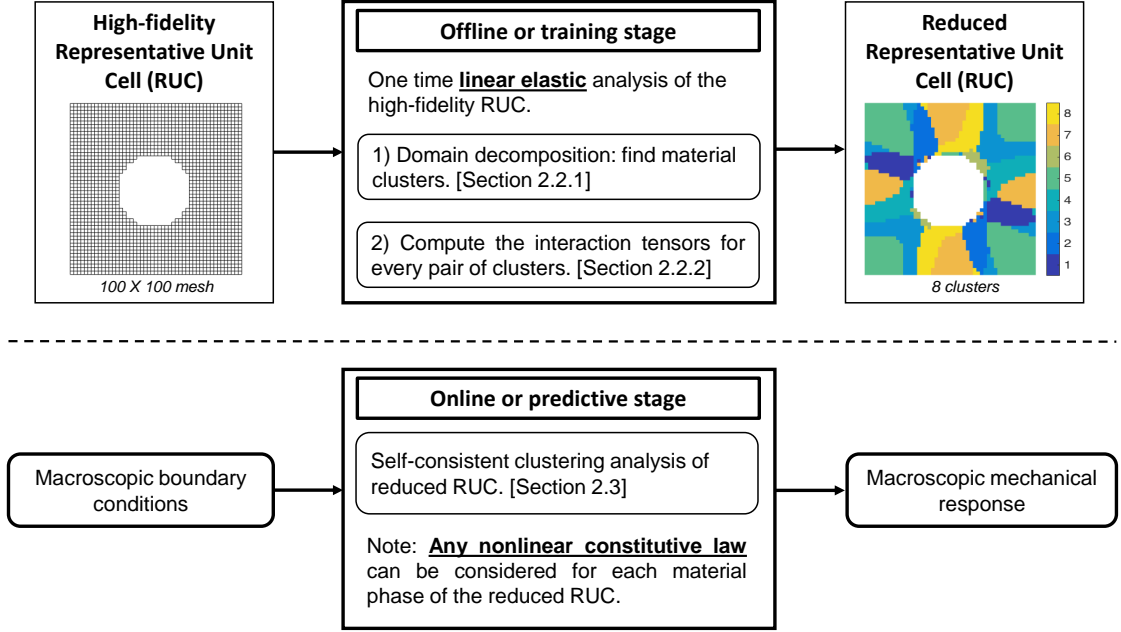 High-fidelity
Representative Unit
Cell (RUC)
100 X 100 mesh
Offline or training stage
One time linear elastic analysis of the
high-fidelity RUC.
1) Domain decomposition: find material
clusters. [Section 2.2.1]
2) Compute the interaction tensors for
every pair of clusters. [Section 2.2.2]
Reduced
Representative Unit
Cell (RUC)
8
7
6
5
4
3
2
1
8 clusters
Macroscopic boundary
conditions
Online or predictive stage
Self-consistent clustering analysis of
reduced RUC. [Section 2.3]
Note: Any nonlinear constitutive law
can be considered for each material
phase of the reduced RUC.
Macroscopic mechanical
response